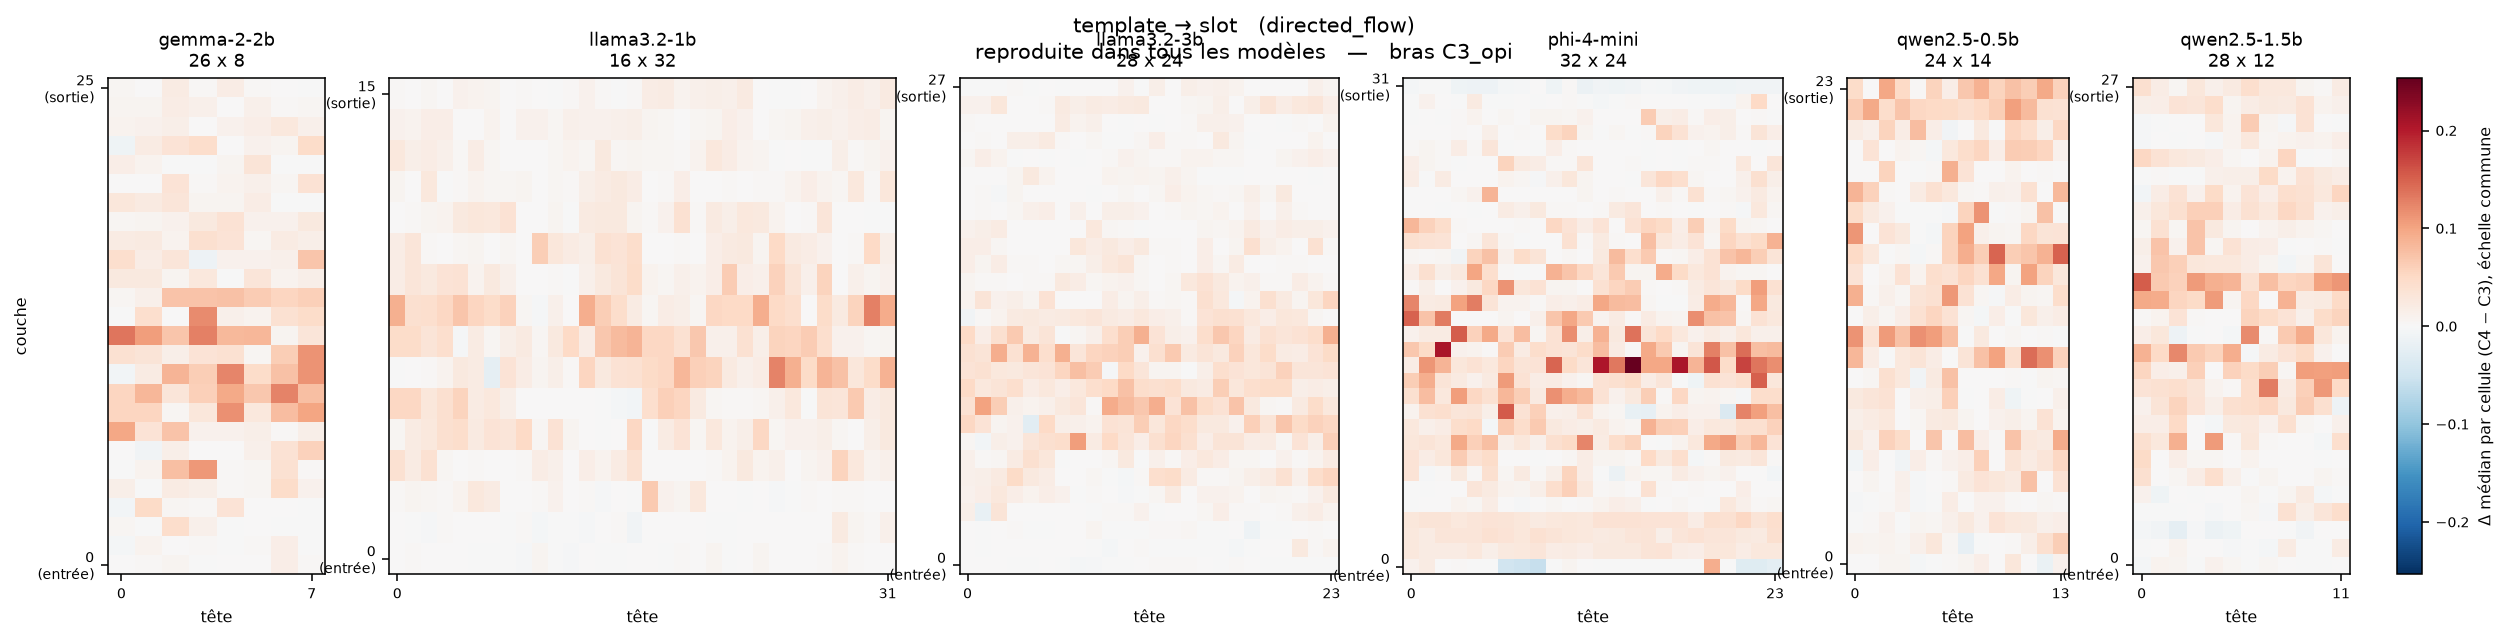 template → slot (directed_flow)
reproduite dans tous les modèles — bras C3_opi
gemma-2-2b
26 x 8
llama3.2-1b
16 x 32
llama3.2-3b
28 x 24
phi-4-mini
32 x 24
qwen2.5-0.5b
24 x 14
qwen2.5-1.5b
28 x 12
couche
25
(sortie)
0
(entrée)
0
7
tête
15
(sortie)
0
(entrée)
0
31
tête
27
(sortie)
0
(entrée)
0
23
tête
31
(sortie)
0
(entrée)
0
23
tête
23
(sortie)
0
(entrée)
0
13
tête
27
(sortie)
0
(entrée)
0
11
tête
0.2
0.1
0.0
−0.1
−0.2
Δ médian par cellule (C4 − C3), échelle commune